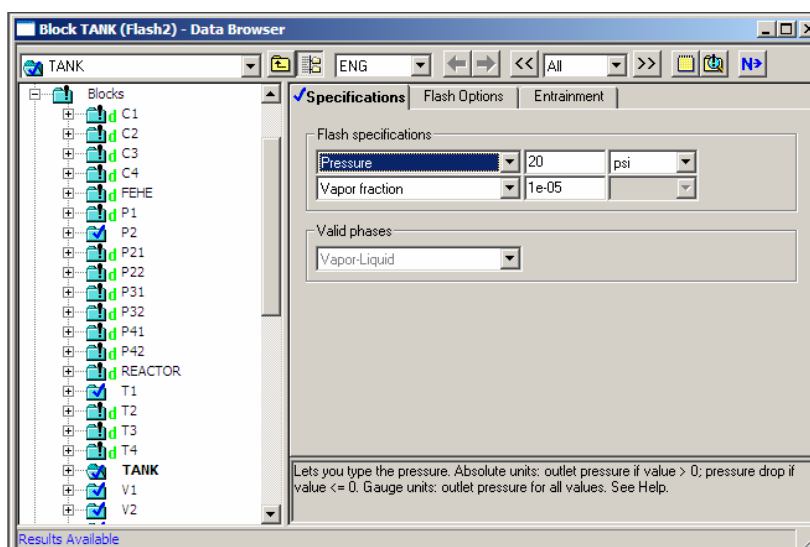 Block TANK (Flash2) - Data Browser
TANK
ENG
<<
All
>>
N
Blocks
d C1
d C2
d C3
d C4
d FEHE
d P1
P2
d P21
d P22
d P31
d P32
d P41
d P42
d REACTOR
T1
d T2
d T3
d T4
TANK
V1
V2
Specifications
Flash Options
Entrainment
Flash specifications
Pressure
20
psi
Vapor fraction
1e-05
Valid phases
Vapor-Liquid
Lets you type the pressure. Absolute units: outlet pressure if value > 0; pressure drop if
value <= 0. Gauge units: outlet pressure for all values. See Help.
Results Available